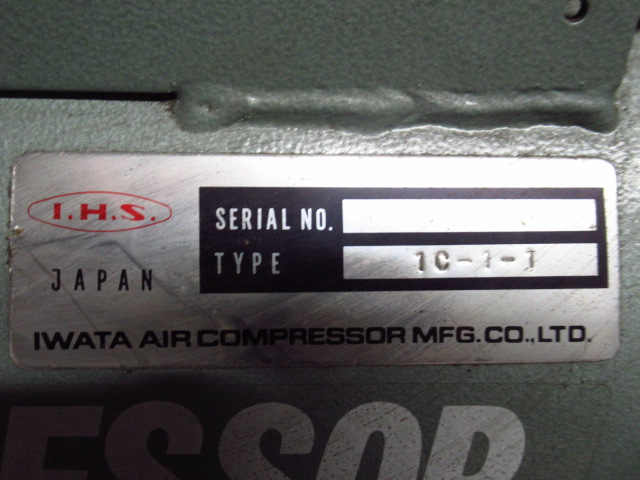 I.H.S.
SERIAL NO.
TYPE 1C-1-1
JAPAN
IWATA AIR COMPRESSOR MFG. CO., LTD.
ESSOR